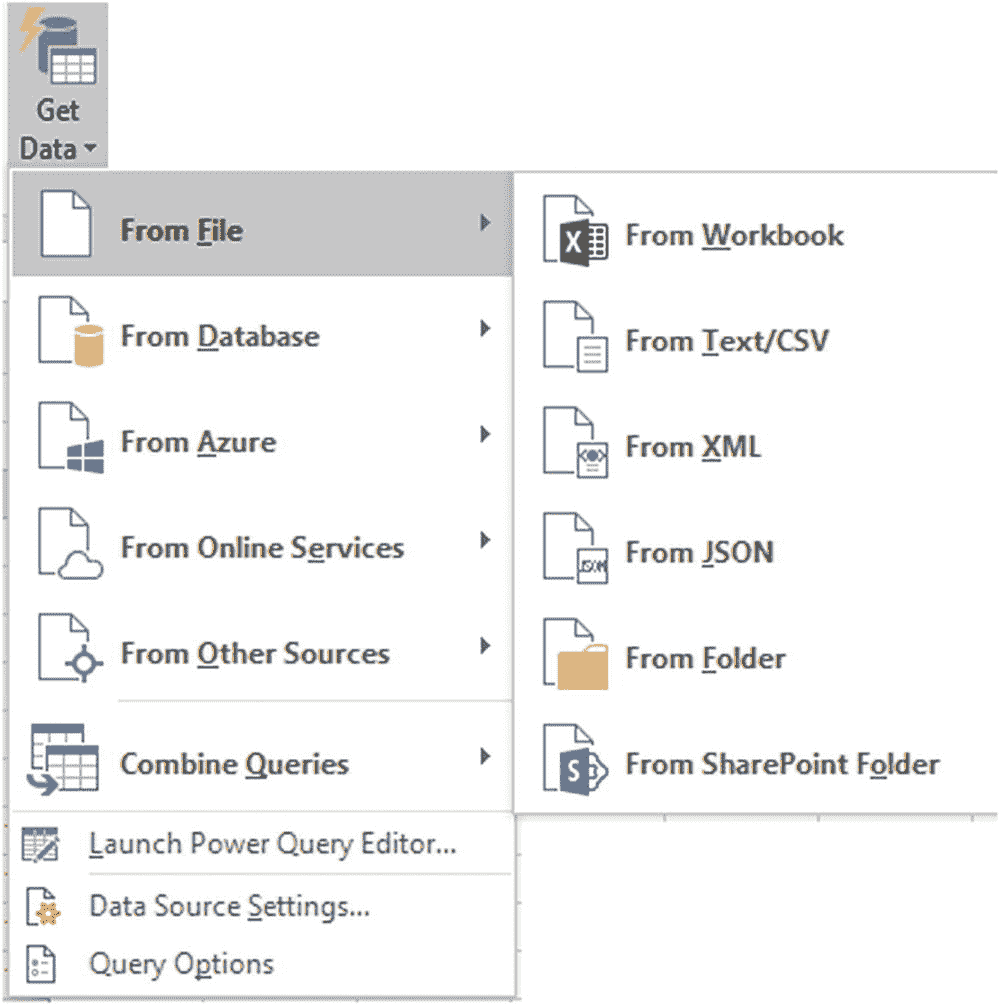 Get
Data
From File
From Database
From Azure
From Online Services
From Other Sources
Combine Queries
Launch Power Query Editor...
Data Source Settings...
Query Options
From Workbook
From Text/CSV
From XML
From JSON
From Folder
From SharePoint Folder